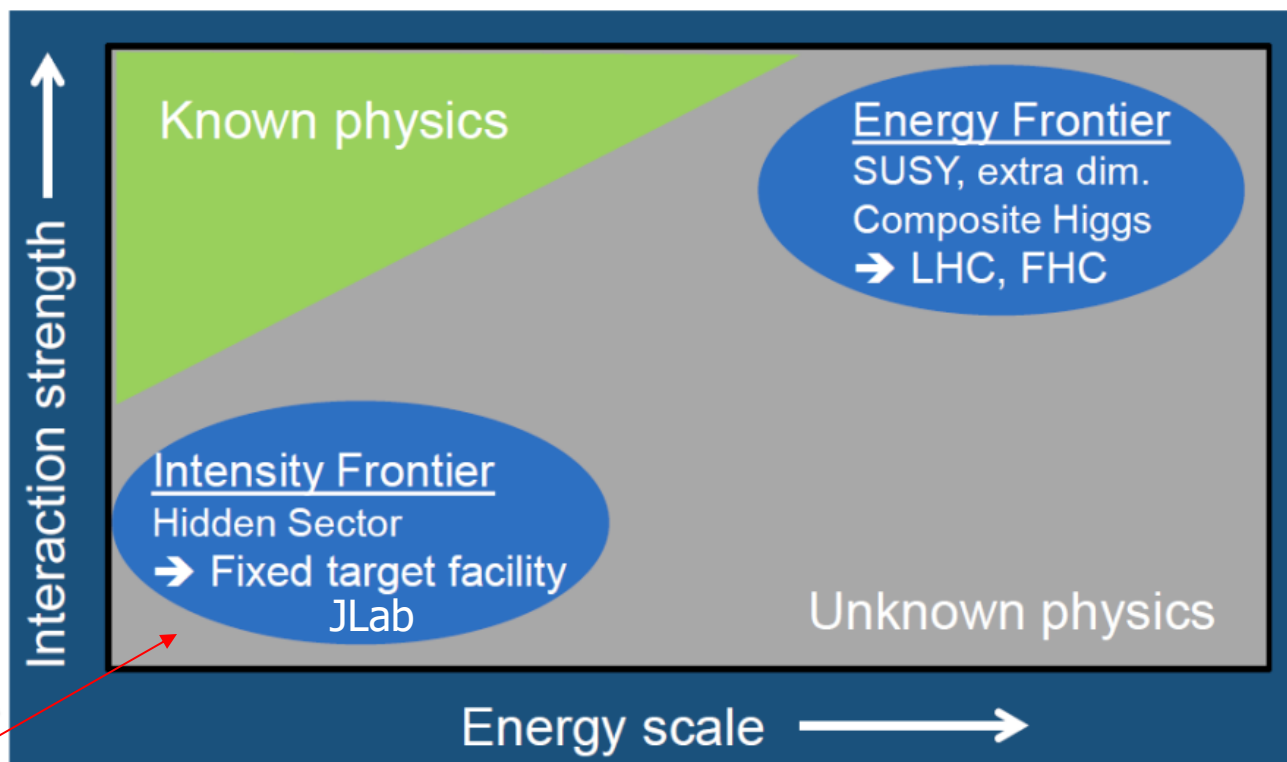 Known physics
Energy Frontier
SUSY, extra dim.
Composite Higgs
➔ LHC, FHC
Interaction strength
Intensity Frontier
Hidden Sector
➔ Fixed target facility
JLab
Unknown physics
Energy scale